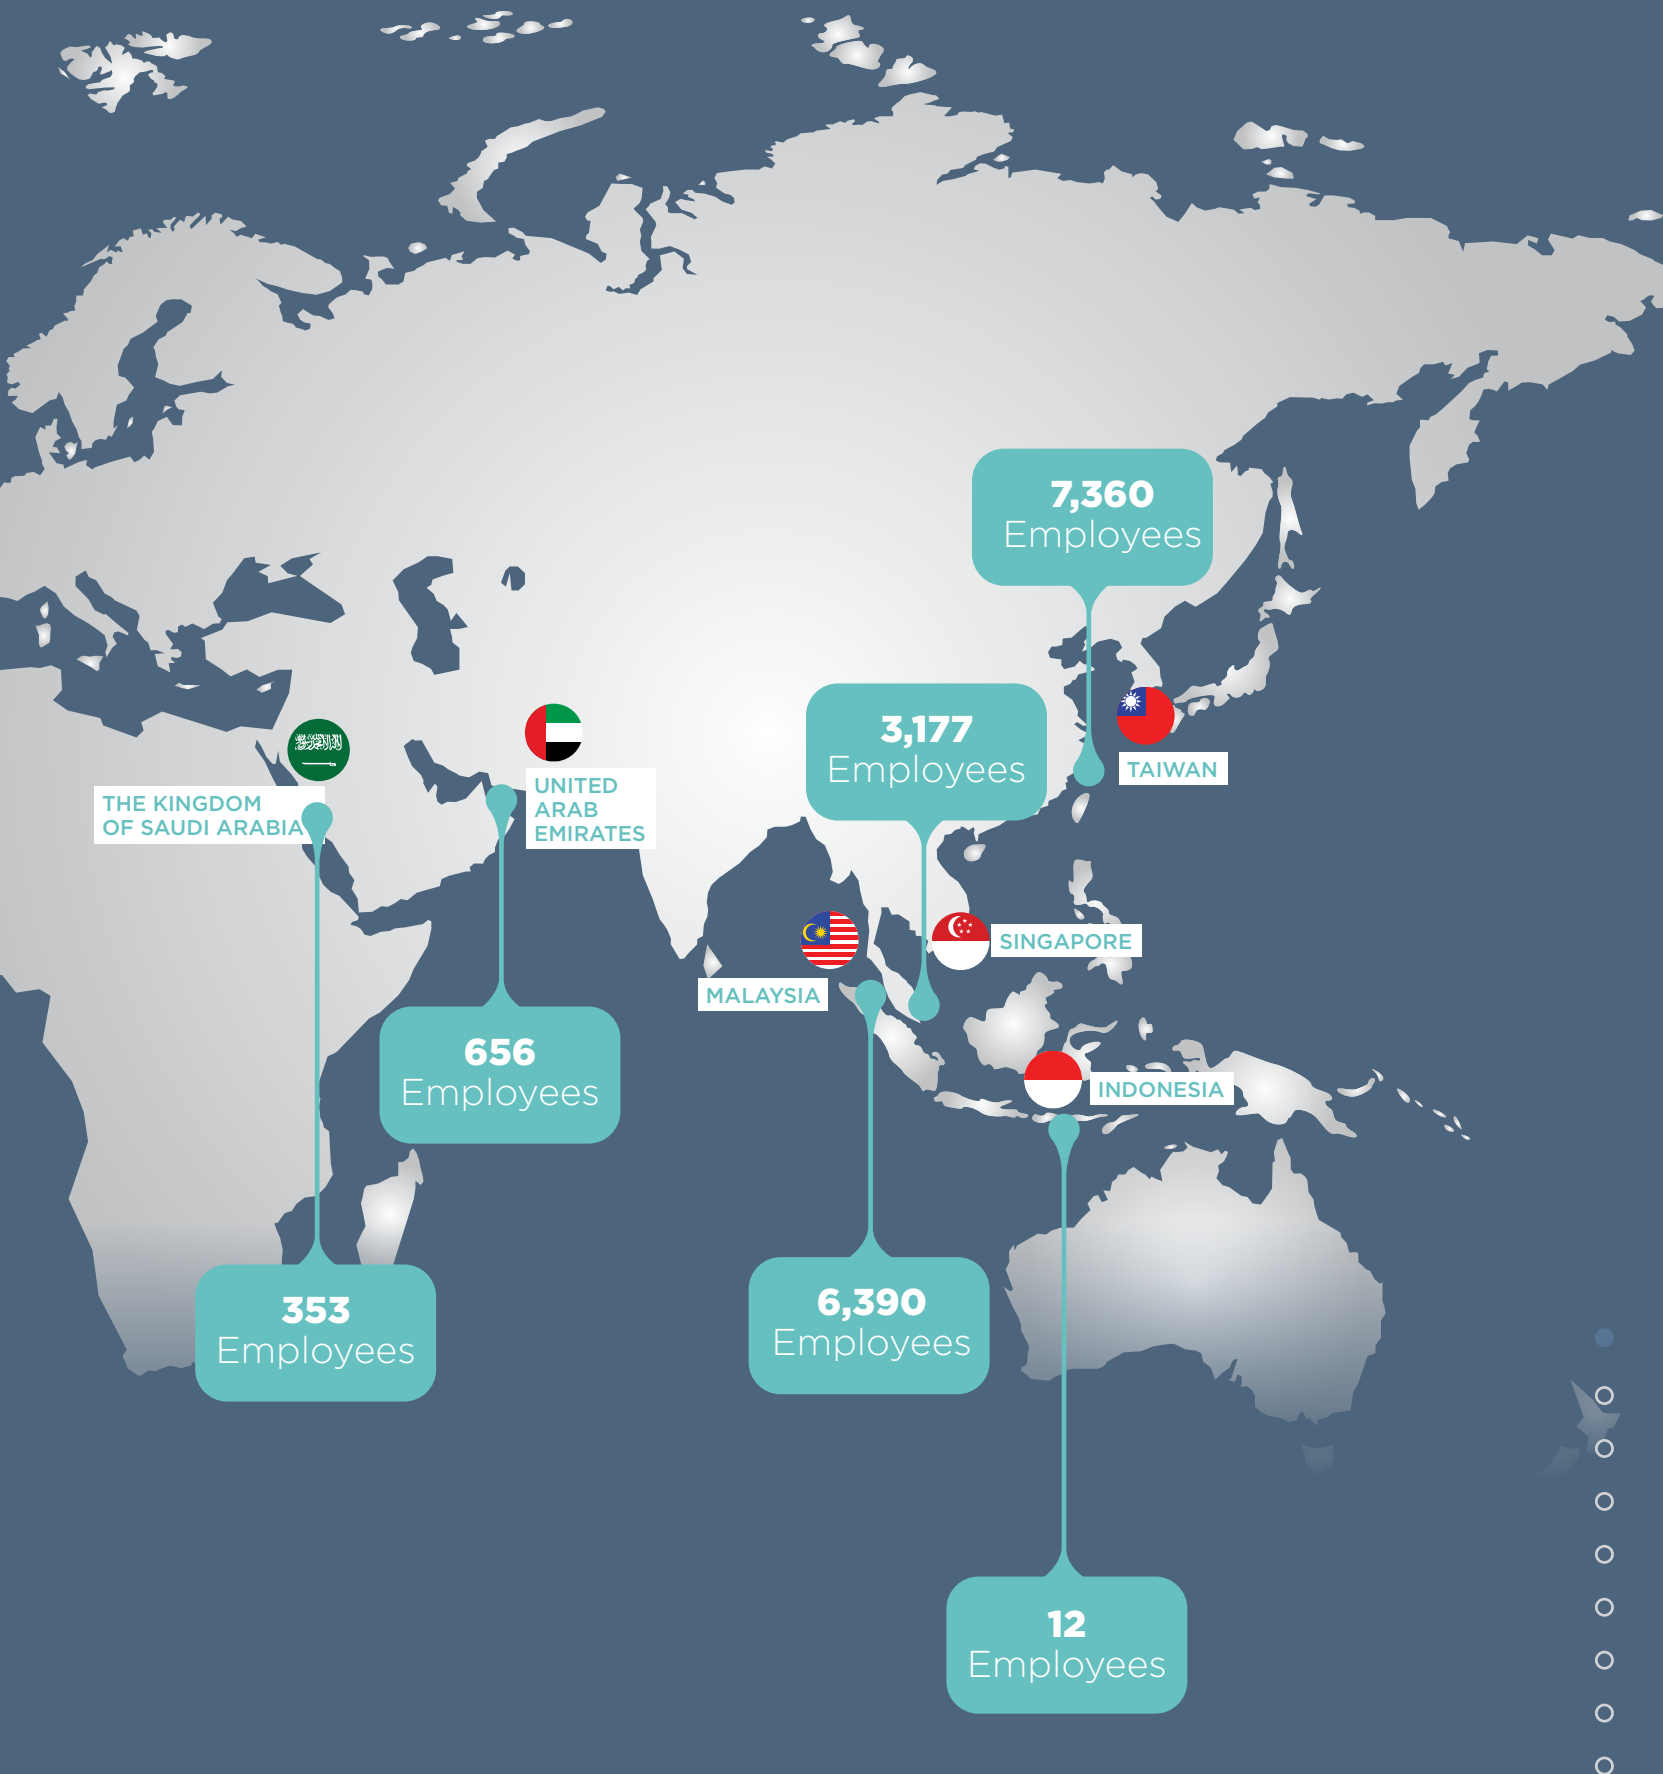 7,360
Employees
TAIWAN
3,177
Employees
SINGAPORE
UNITED
ARAB
EMIRATES
THE KINGDOM
OF SAUDI ARABIA
MALAYSIA
656
Employees
INDONESIA
353
Employees
6,390
Employees
12
Employees